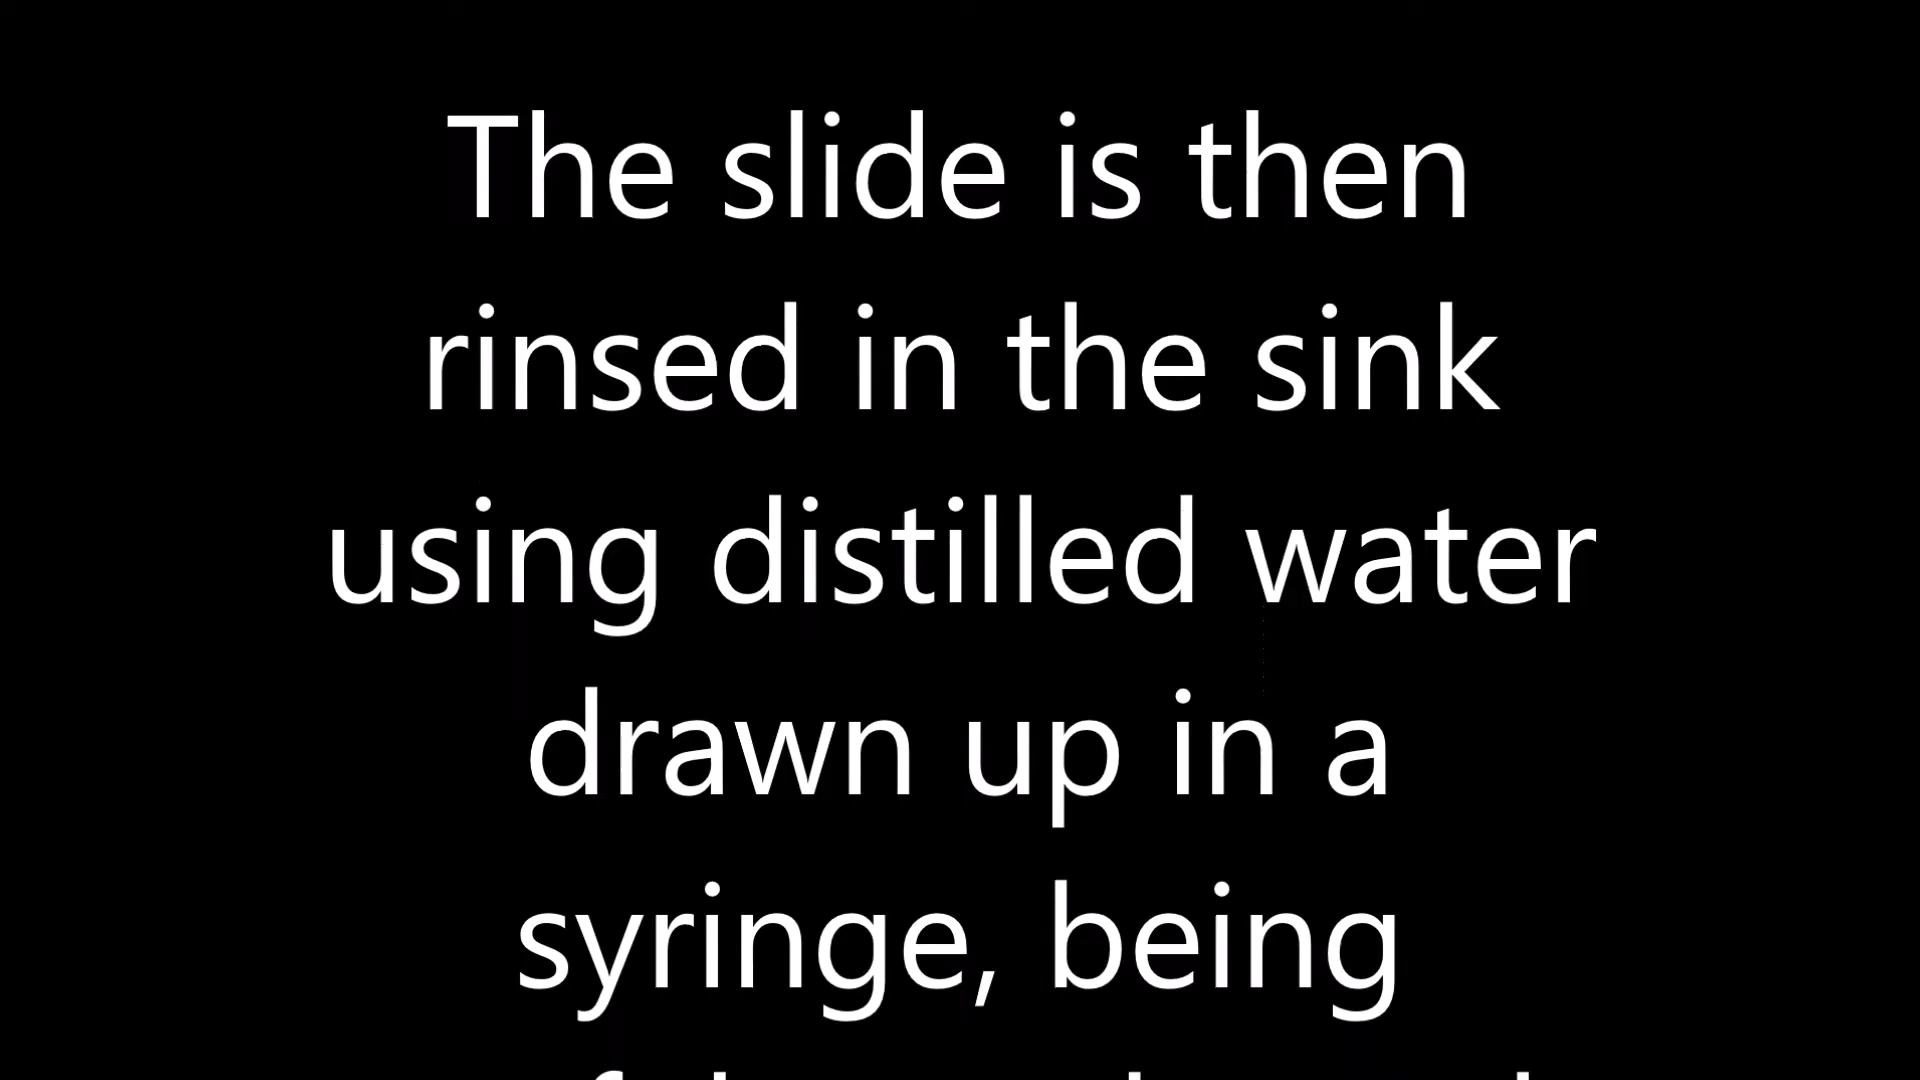 The slide is then
rinsed in the sink
using distilled water
drawn up in a
syringe, being